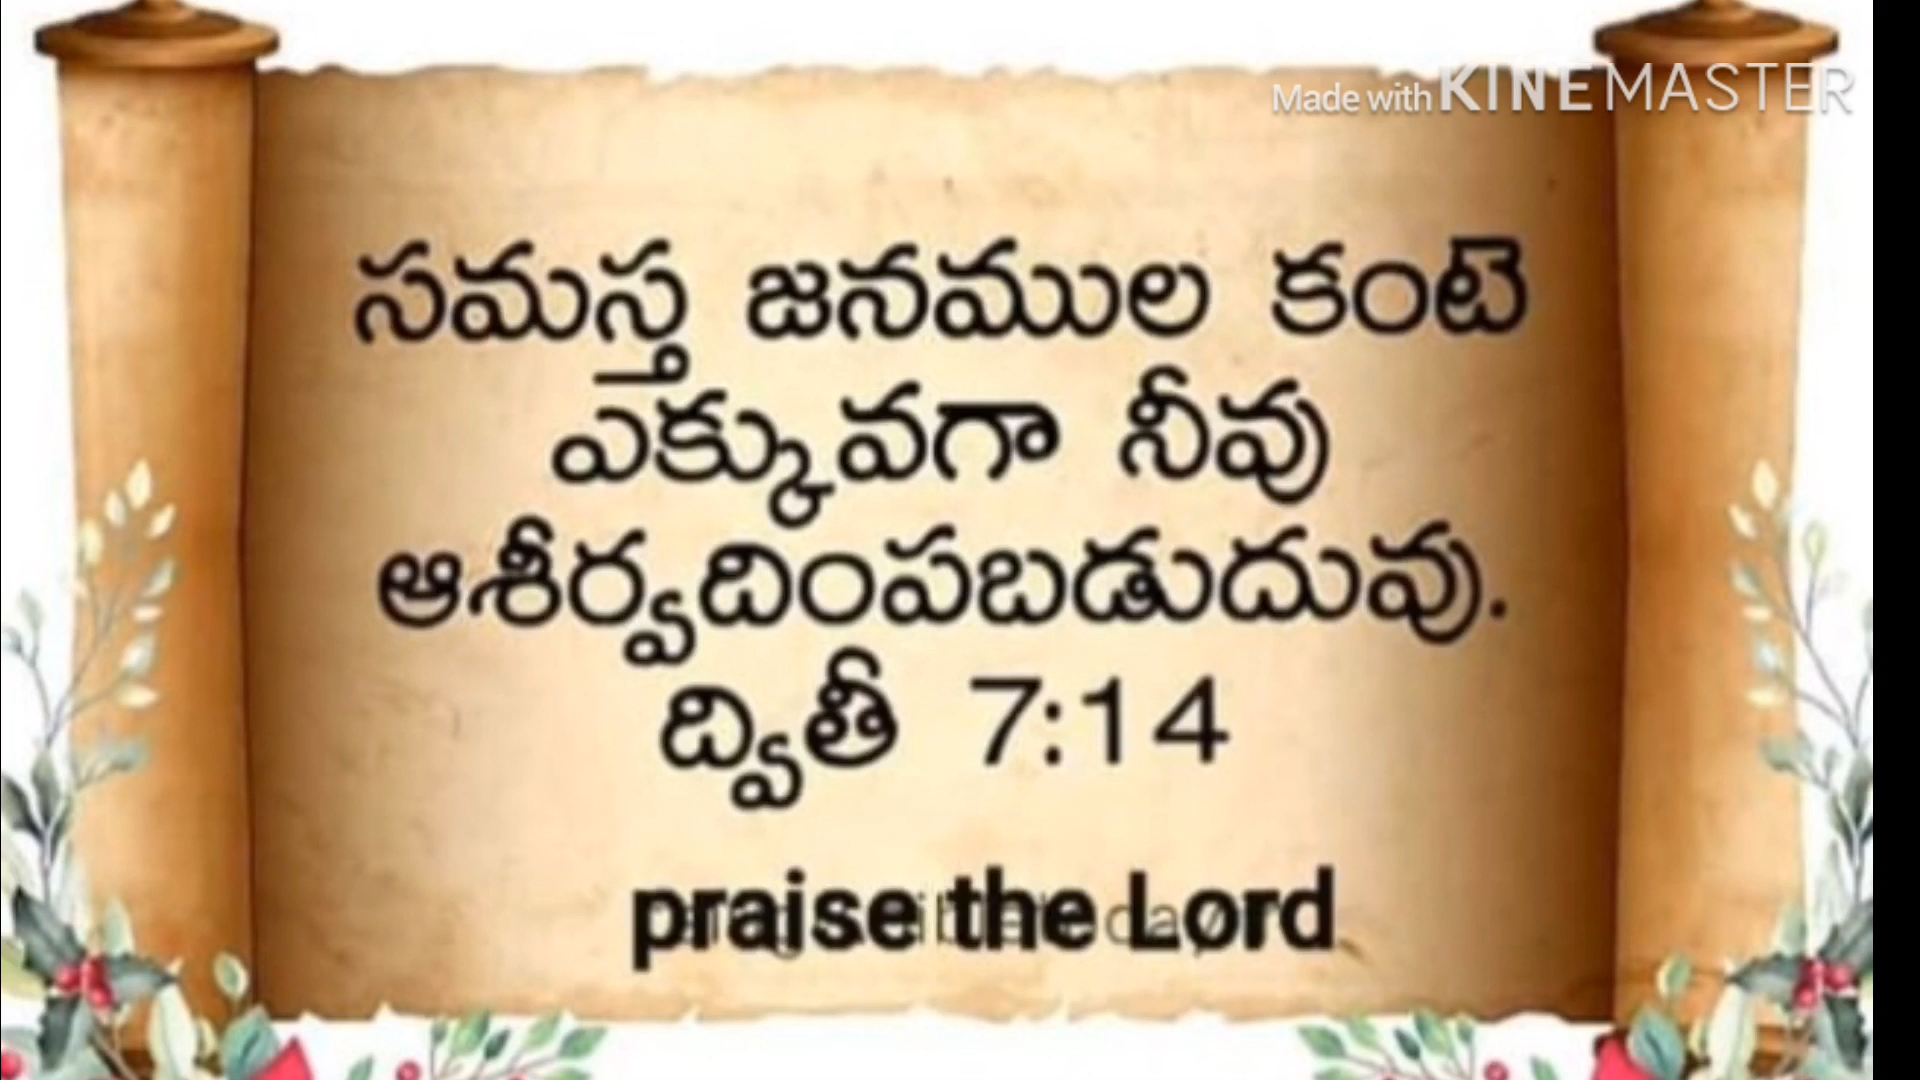 Made with KINEMASTER
సమస్త జనముల కంటె
ఎక్కువగా నీవు
ఆశీర్వదింపబడుదువు.
ద్వితీ 7:14
praise the Lord